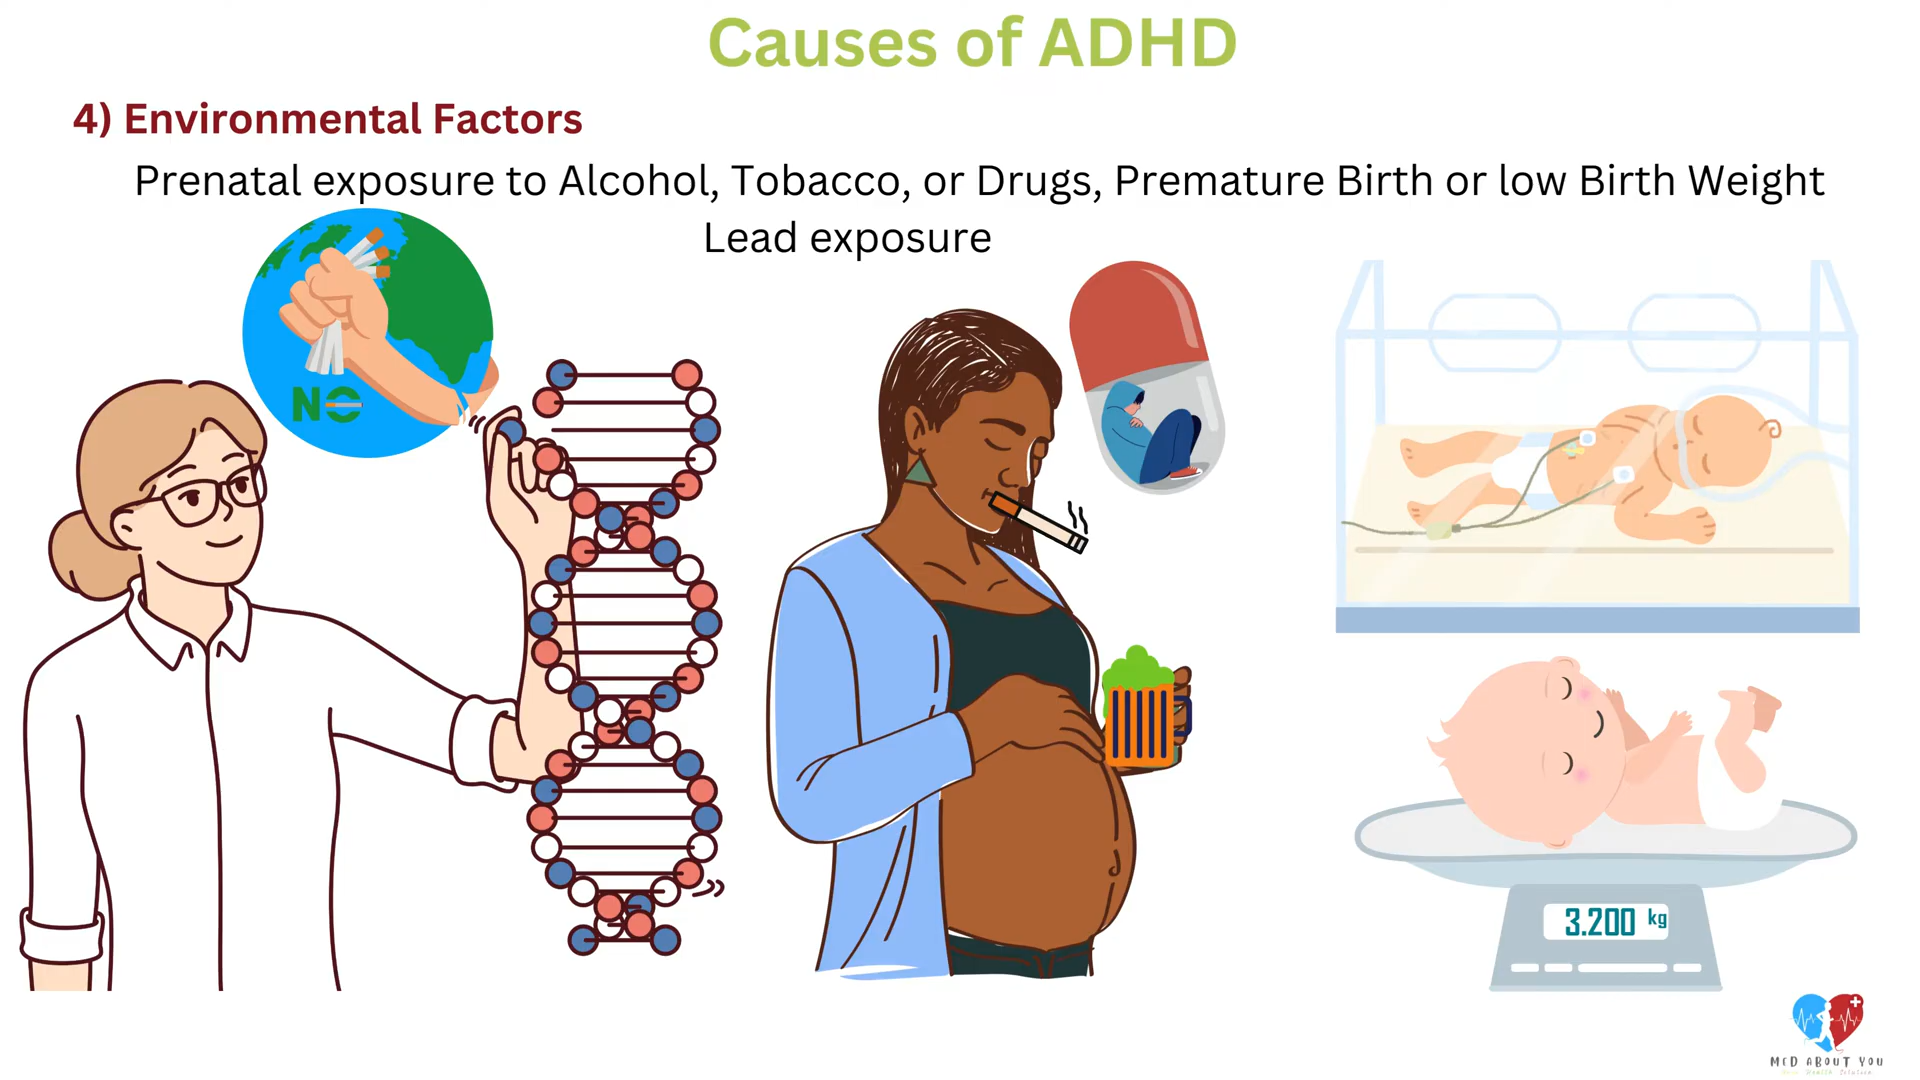 Causes of ADHD
4) Environmental Factors
Prenatal exposure to Alcohol, Tobacco, or Drugs, Premature Birth or low Birth Weight
Lead exposure
NO
3.200 kg
MED ABOUT YOU